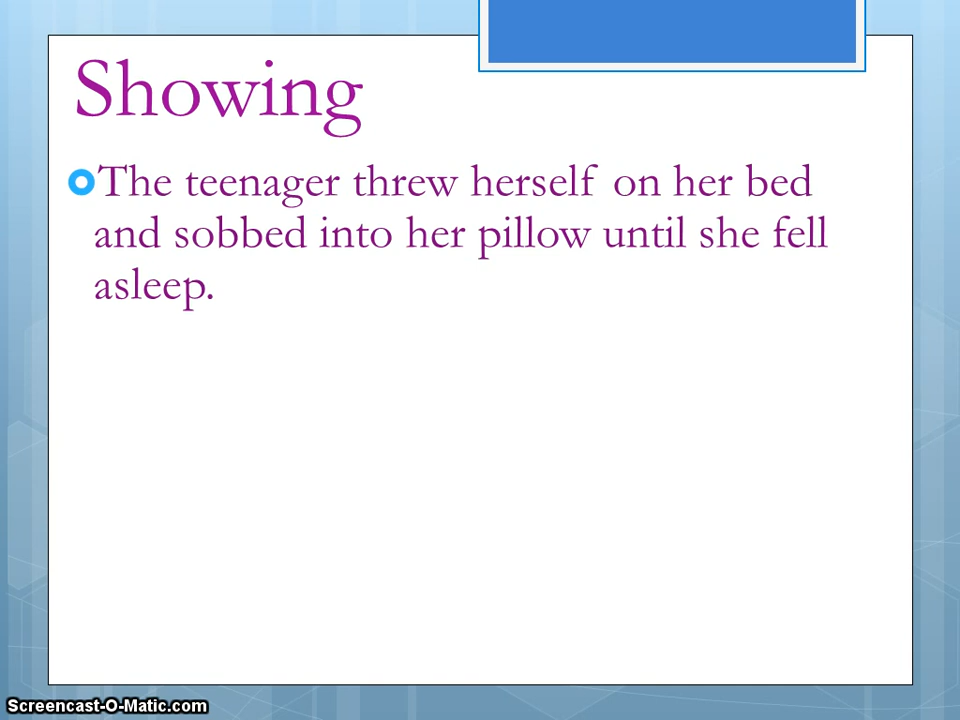 Showing
The teenager threw herself on her bed
and sobbed into her pillow until she fell
asleep.
Screencast-O-Matic.com